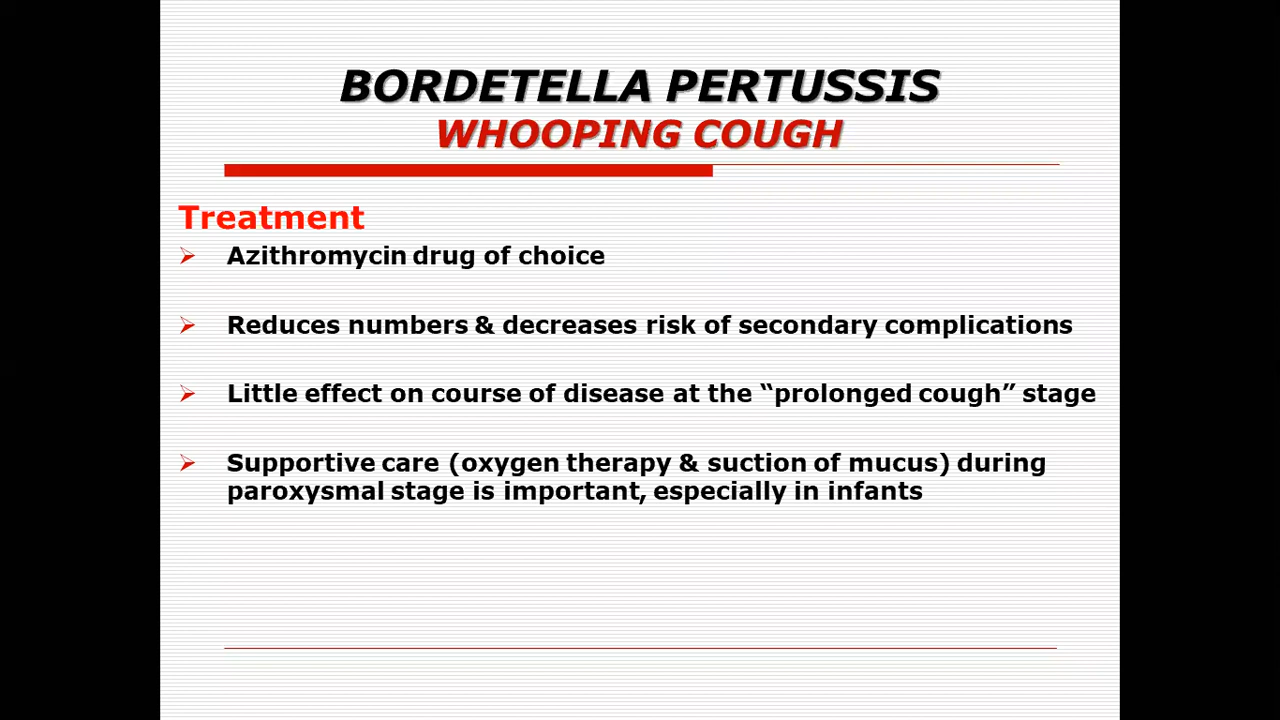 BORDETELLA PERTUSSIS
WHOOPING COUGH
Treatment
Azithromycin drug of choice
Reduces numbers & decreases risk of secondary complications
Little effect on course of disease at the “prolonged cough” stage
Supportive care (oxygen therapy & suction of mucus) during
paroxysmal stage is important, especially in infants